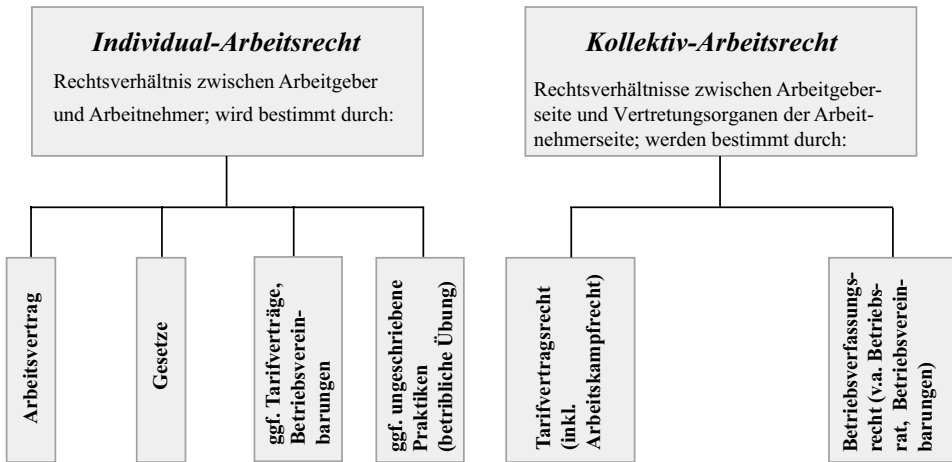 Individual-Arbeitsrecht
Rechtsverhältnis zwischen Arbeitgeber
und Arbeitnehmer; wird bestimmt durch:
Kollektiv-Arbeitsrecht
Rechtsverhältnisse zwischen Arbeitgeber-
seite und Vertretungsorganen der Arbeit-
nehmerseite; werden bestimmt durch:
Arbeitsvertrag
Gesetze
ggf. Tarifverträge,
Betriebsverein-
barungen
ggf. ungeschriebene
Praktiken
(betribliche Übung)
Tarifvertragsrecht
(inkl.
Arbeitskampfrecht)
Betriebsverfassungs-
recht (v.a. Betriebs-
rat, Betriebsverein-
barungen)